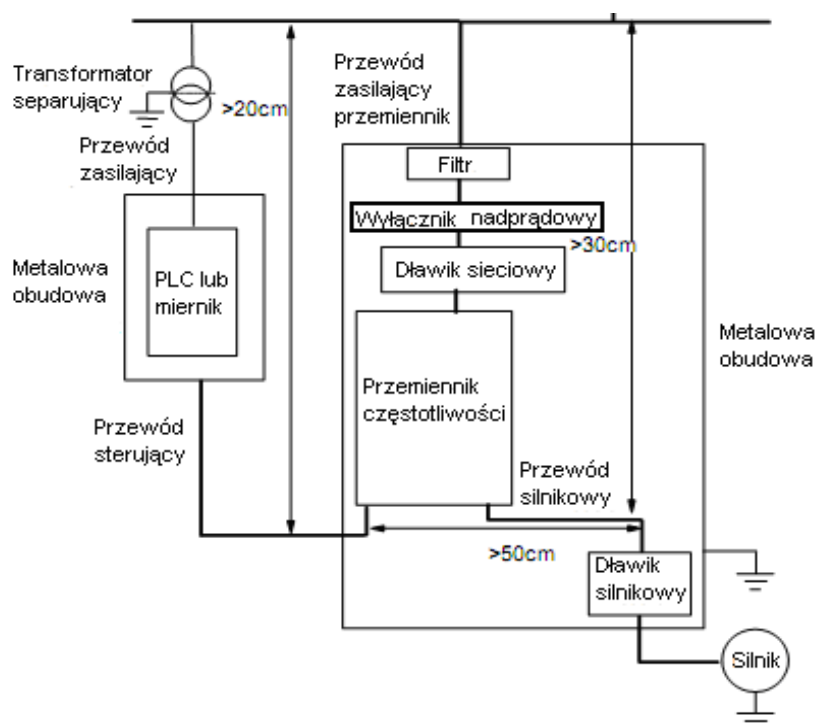 Transformator
separujący
>20cm
Przewód
zasilający
przemiennik
Przewód
zasilający
Filtr
Wyłącznik nadprądowy
>30cm
Dławik sieciowy
Metalowa
obudowa
PLC lub
miernik
Metalowa
obudowa
Przemiennik
częstotliwości
Przewód
sterujący
Przewód
silnikowy
>50cm
Dławik
silnikowy
Silnik